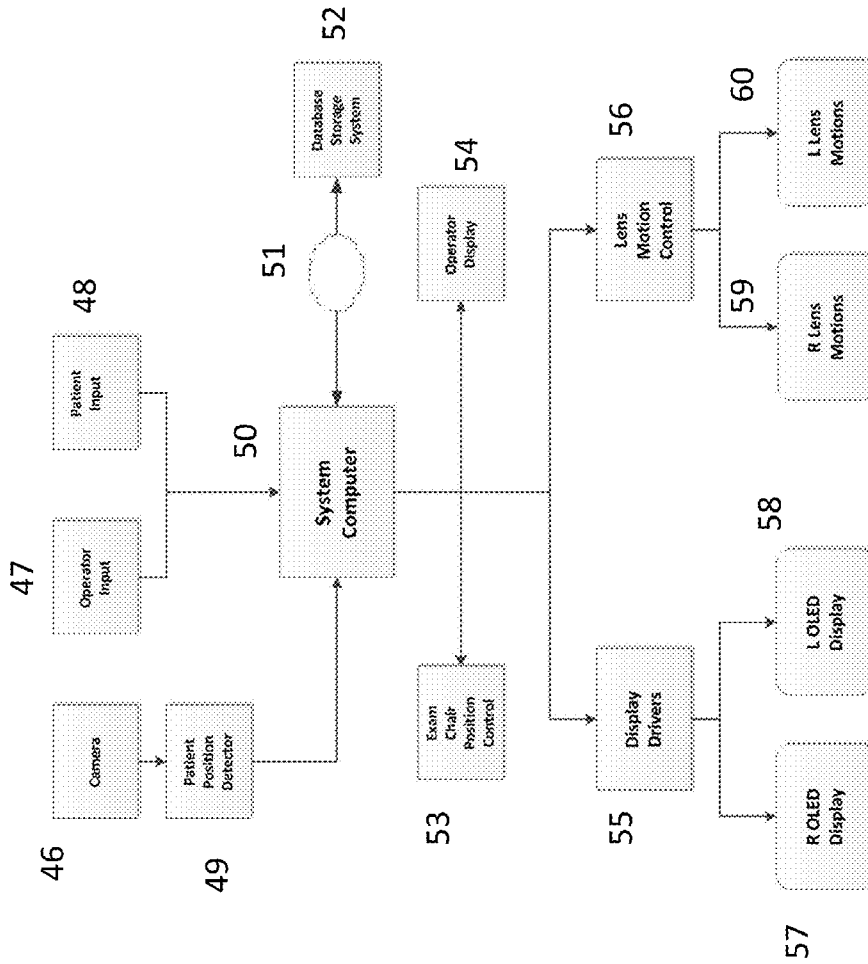 46
Camera
47
Operator
Input
48
Patient
Input
49
Patient
Position
Detector
50
System
Computer
51
52
Database
Storage
System
53
Exam
Chair
Position
Control
54
Operator
Display
55
Display
Drivers
56
Lens
Motion
Control
57
R OLED
Display
58
L OLED
Display
59
R Lens
Motions
60
L Lens
Motions